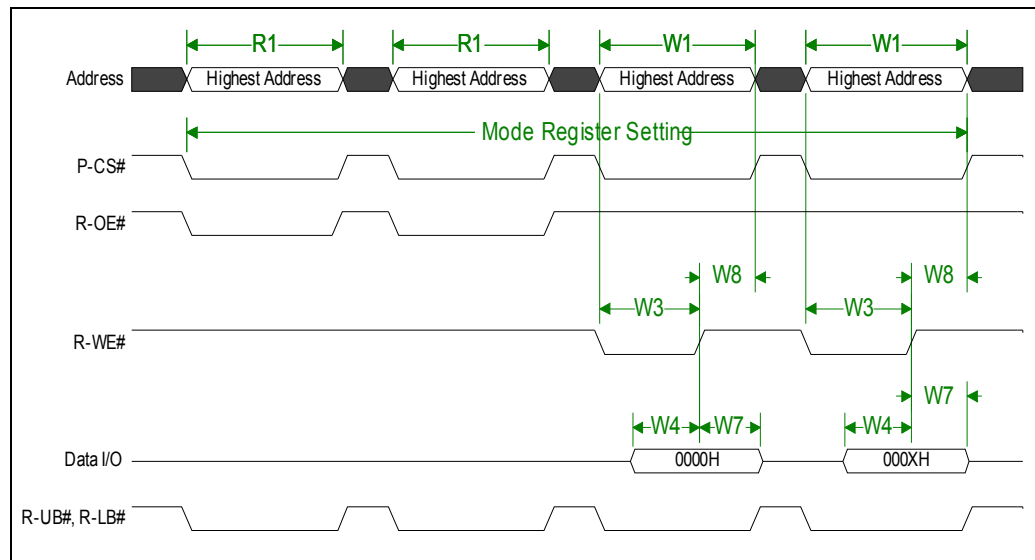 R1 R1 W1 W1
Address Highest Address Highest Address Highest Address Highest Address
Mode Register Setting
P-CS#
R-OE#
W8 W8
W3 W3
R-WE#
W7
W4 W7 W4
Data I/O 0000H 000XH
R-UB#, R-LB#